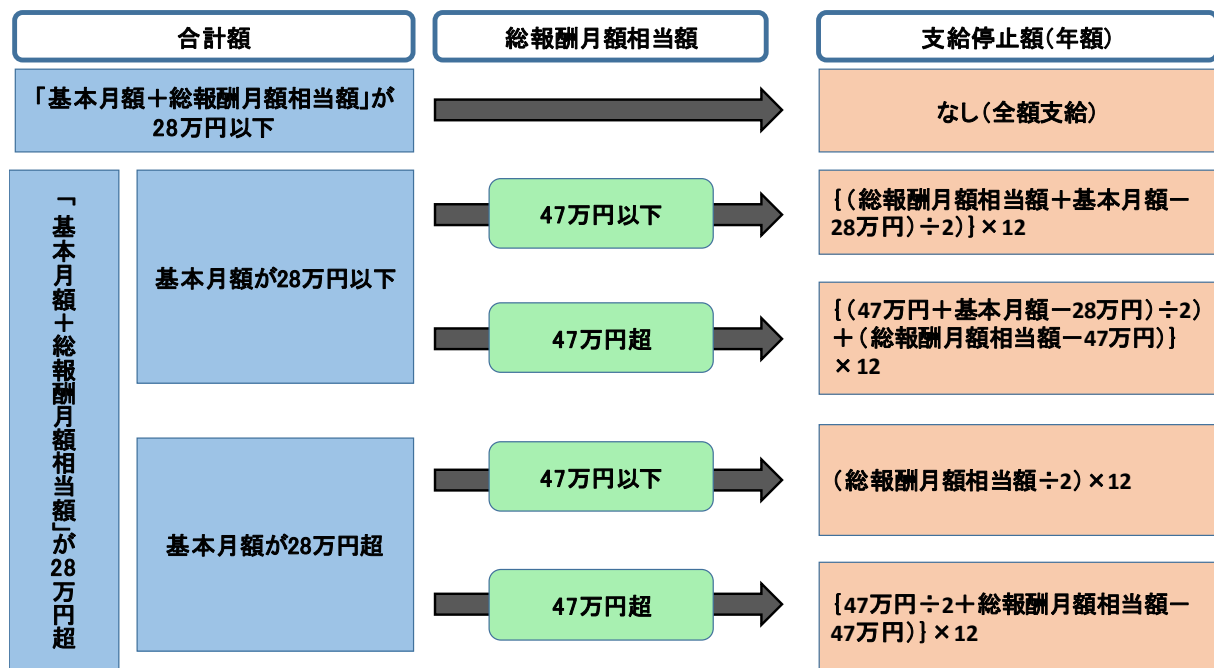 合計額
総報酬月額相当額
支給停止額(年額)
「基本月額＋総報酬月額相当額」が
28万円以下
なし(全額支給)
「基本月額＋総報酬月額相当額」が28万円超
基本月額が28万円以下
47万円以下
{(総報酬月額相当額＋基本月額－
28万円)÷2)}×12
47万円超
{(47万円＋基本月額－28万円)÷2)
＋(総報酬月額相当額－47万円)}
×12
基本月額が28万円超
47万円以下
(総報酬月額相当額÷2)×12
47万円超
{47万円÷2＋総報酬月額相当額－
47万円)}×12